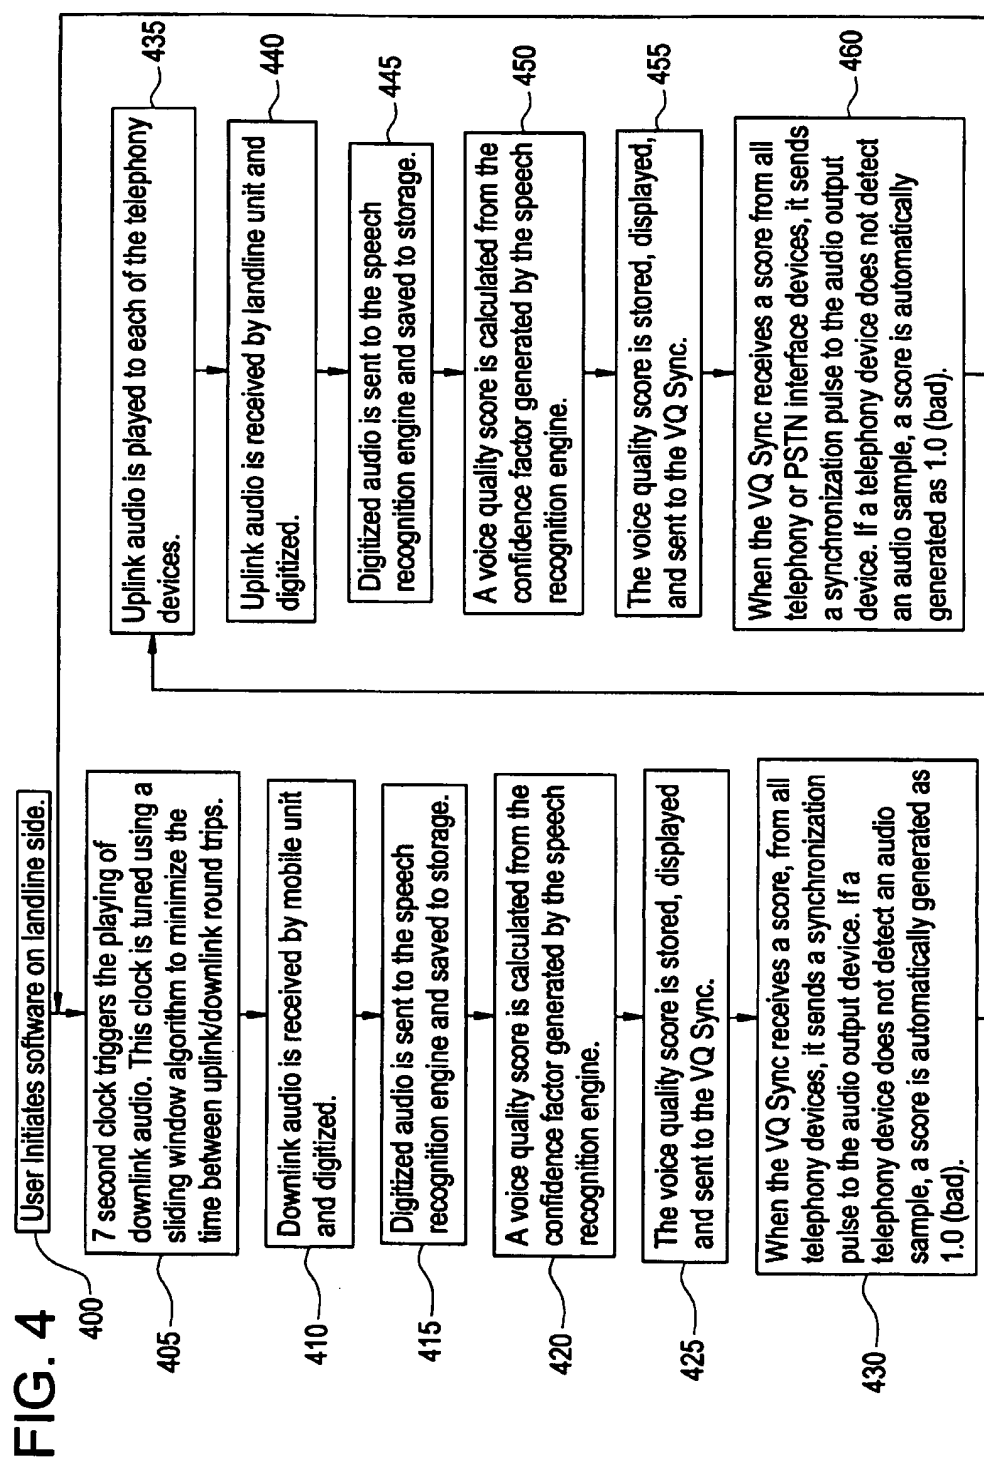 FIG. 4
400
User Initiates software on landline side.
405
7 second clock triggers the playing of
downlink audio. This clock is tuned using a
sliding window algorithm to minimize the
time between uplink/downlink round trips.
410
Downlink audio is received by mobile unit
and digitized.
415
Digitized audio is sent to the speech
recognition engine and saved to storage.
420
A voice quality score is calculated from the
confidence factor generated by the speech
recognition engine.
425
The voice quality score is stored, displayed
and sent to the VQ Sync.
430
When the VQ Sync receives a score, from all
telephony devices, it sends a synchronization
pulse to the audio output device. If a
telephony device does not detect an audio
sample, a score is automatically generated as
1.0 (bad).
435
Uplink audio is played to each of the telephony
devices.
440
Uplink audio is received by landline unit and
digitized.
445
Digitized audio is sent to the speech
recognition engine and saved to storage.
450
A voice quality score is calculated from the
confidence factor generated by the speech
recognition engine.
455
The voice quality score is stored, displayed,
and sent to the VQ Sync.
460
When the VQ Sync receives a score from all
telephony or PSTN interface devices, it sends
a synchronization pulse to the audio output
device. If a telephony device does not detect
an audio sample, a score is automatically
generated as 1.0 (bad).